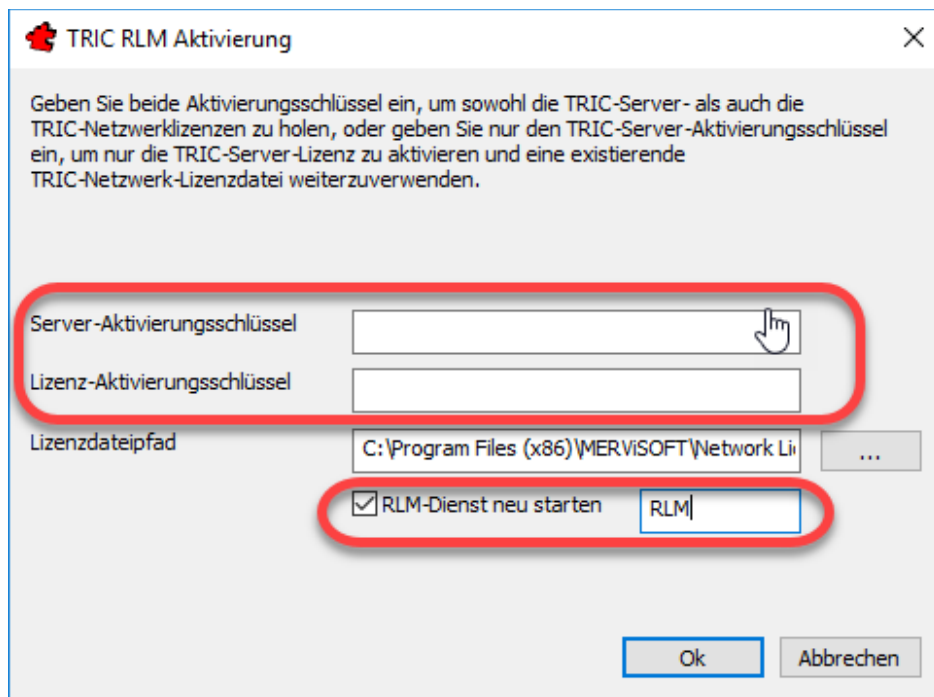 TRIC RLM Aktivierung
Geben Sie beide Aktivierungsschlüssel ein, um sowohl die TRIC-Server- als auch die
TRIC-Netzwerklizenzen zu holen, oder geben Sie nur den TRIC-Server-Aktivierungsschlüssel
ein, um nur die TRIC-Server-Lizenz zu aktivieren und eine existierende
TRIC-Netzwerk-Lizenzdatei weiterzuverwenden.
Server-Aktivierungsschlüssel
Lizenz-Aktivierungsschlüssel
Lizenzdateipfad C:\Program Files (x86)\MERViSOFT\Network Li ...
RLM-Dienst neu starten RLM
Ok Abbrechen